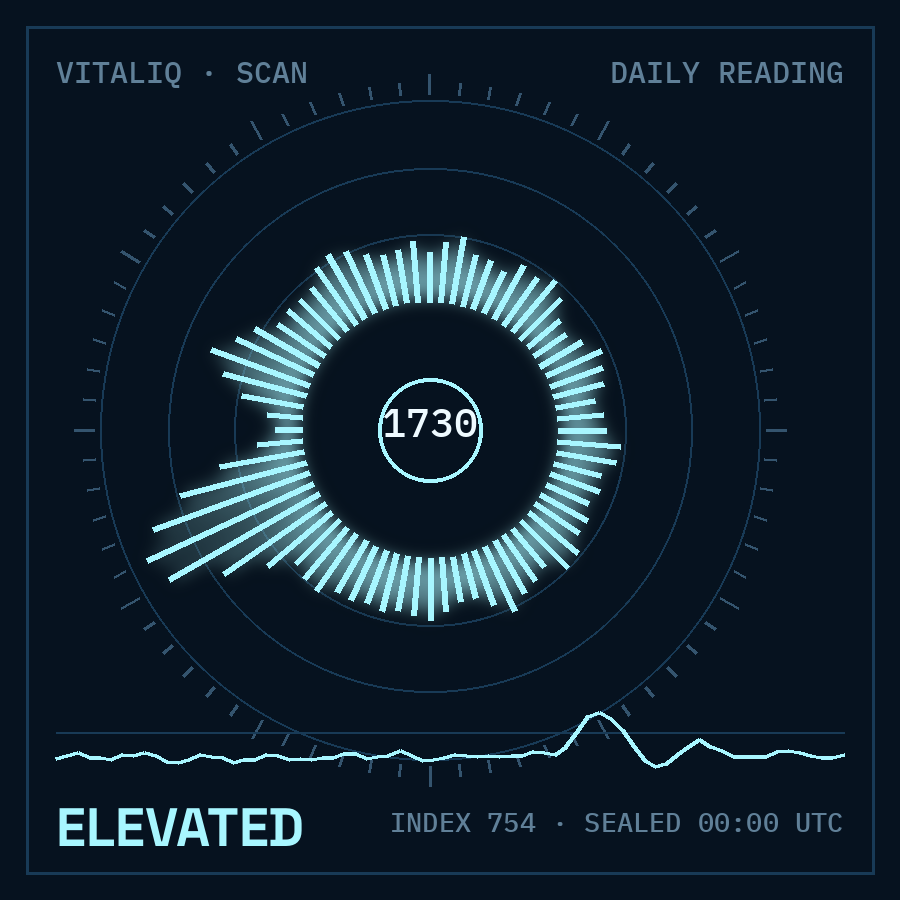 VITALIQ · SCAN
DAILY READING
1730
ELEVATED
INDEX 754 · SEALED 00:00 UTC